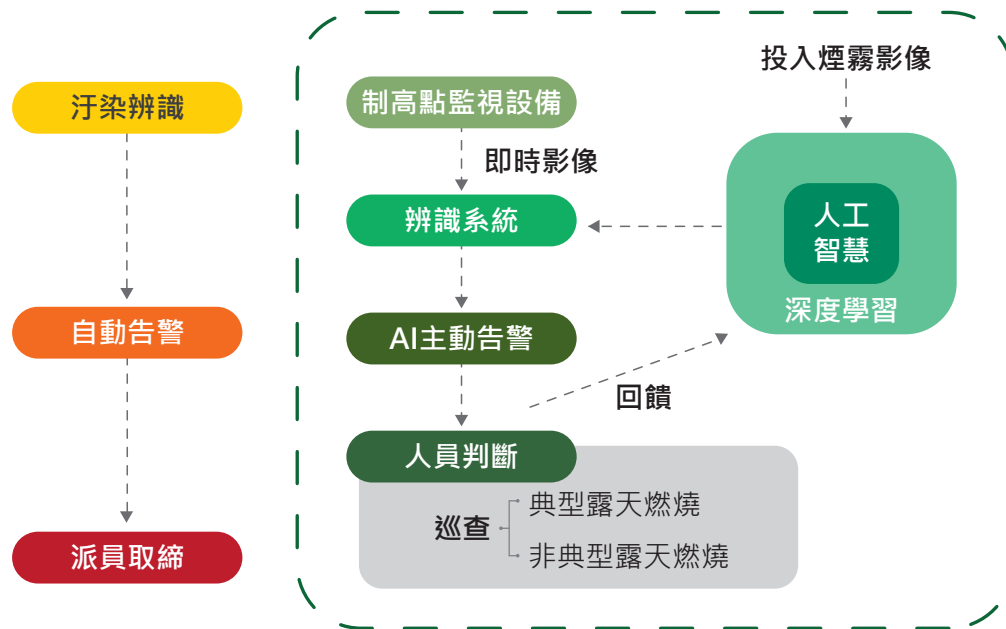 汙染辨識
自動告警
派員取締
制高點監視設備
即時影像
辨識系統
AI主動告警
人員判斷
巡查
典型露天燃燒
非典型露天燃燒
投入煙霧影像
人工
智慧
深度學習
回饋